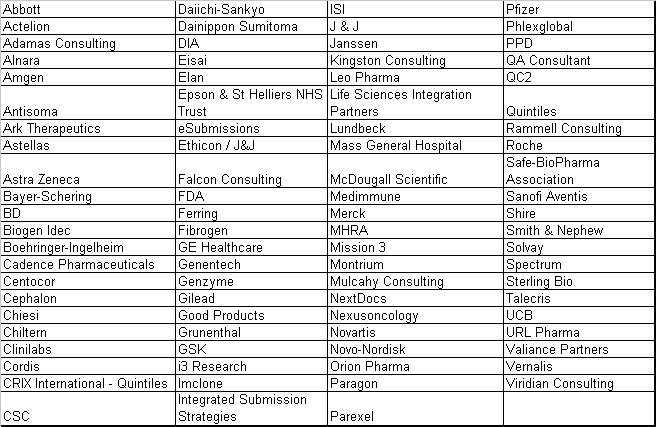 Abbott Daiichi-Sankyo ISI Pfizer
Actelion Dainippon Sumitoma J & J Phlexglobal
Adamas Consulting DIA Janssen PPD
Alnara Eisai Kingston Consulting QA Consultant
Amgen Elan Leo Pharma QC2
Epson & St Helliers NHS Life Sciences Integration
Antisoma Trust Partners Quintiles
Ark Therapeutics eSubmissions Lundbeck Rammell Consulting
Astellas Ethicon / J&J Mass General Hospital Roche
Safe-BioPharma
Astra Zeneca Falcon Consulting McDougall Scientific Association
Bayer-Schering FDA Medimmune Sanofi Aventis
BD Ferring Merck Shire
Biogen Idec Fibrogen MHRA Smith & Nephew
Boehringer-Ingelheim GE Healthcare Mission 3 Solvay
Cadence Pharmaceuticals Genentech Montrium Spectrum
Centocor Genzyme Mulcahy Consulting Sterling Bio
Cephalon Gilead NextDocs Talecris
Chiesi Good Products Nexusoncology UCB
Chiltern Grunenthal Novartis URL Pharma
Clinilabs GSK Novo-Nordisk Valiance Partners
Cordis i3 Research Orion Pharma Vernalis
CRIX International - Quintiles Imclone Paragon Viridian Consulting
Integrated Submission
CSC Strategies Parexel